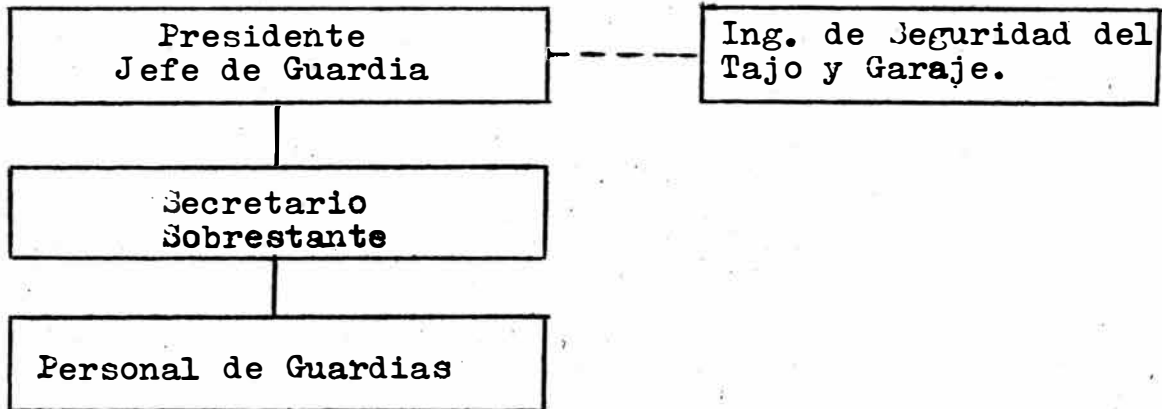 Presidente
Jefe de Guardia
Ing. de Seguridad del
Tajo y Garaje.
Secretario
Sobrestante
Personal de Guardias